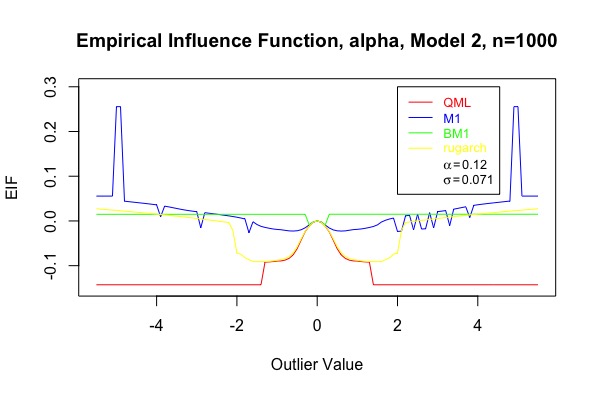 Empirical Influence Function, alpha, Model 2, n=1000
EIF
0.3
0.2
0.1
0.0
-0.1
QML
M1
BM1
rugarch
α=0.12
σ=0.071
-4 -2 0 2 4
Outlier Value